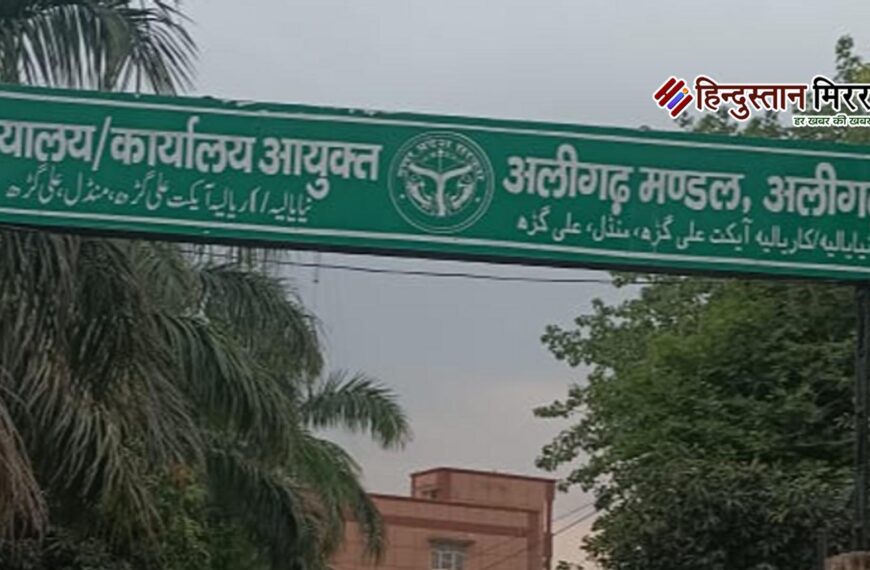 हिन्दुस्तान मिरर
हर खबर की खबर
यालय/कार्यालय आयुक्त अलीगढ़ मण्डल, अलीग
نیایالیہ/کاریالیہ آیکت علی گڑھ، منڈل، علی گڑھ
نیایالیہ/کاریالیہ آیکت علی گڑھ، منڈل، علی گڑھ